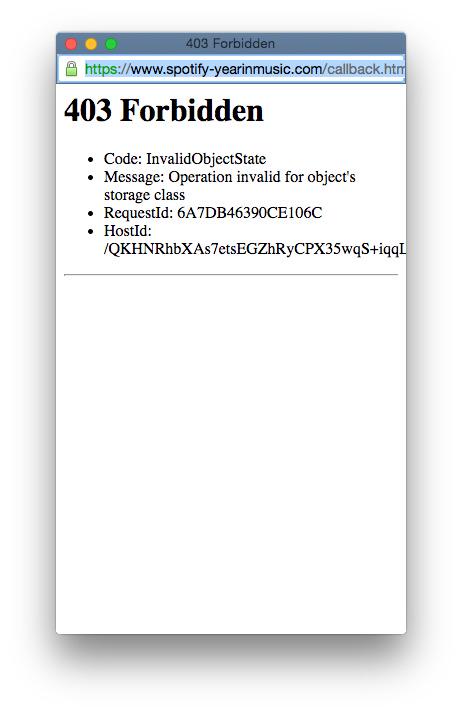 403 Forbidden
https://www.spotify-yearinmusic.com/callback.htm
403 Forbidden
Code: InvalidObjectState
Message: Operation invalid for object's
storage class
RequestId: 6A7DB46390CE106C
HostId:
/QKHNRhbXAs7etsEGZhRyCPX35wqS+iqqL